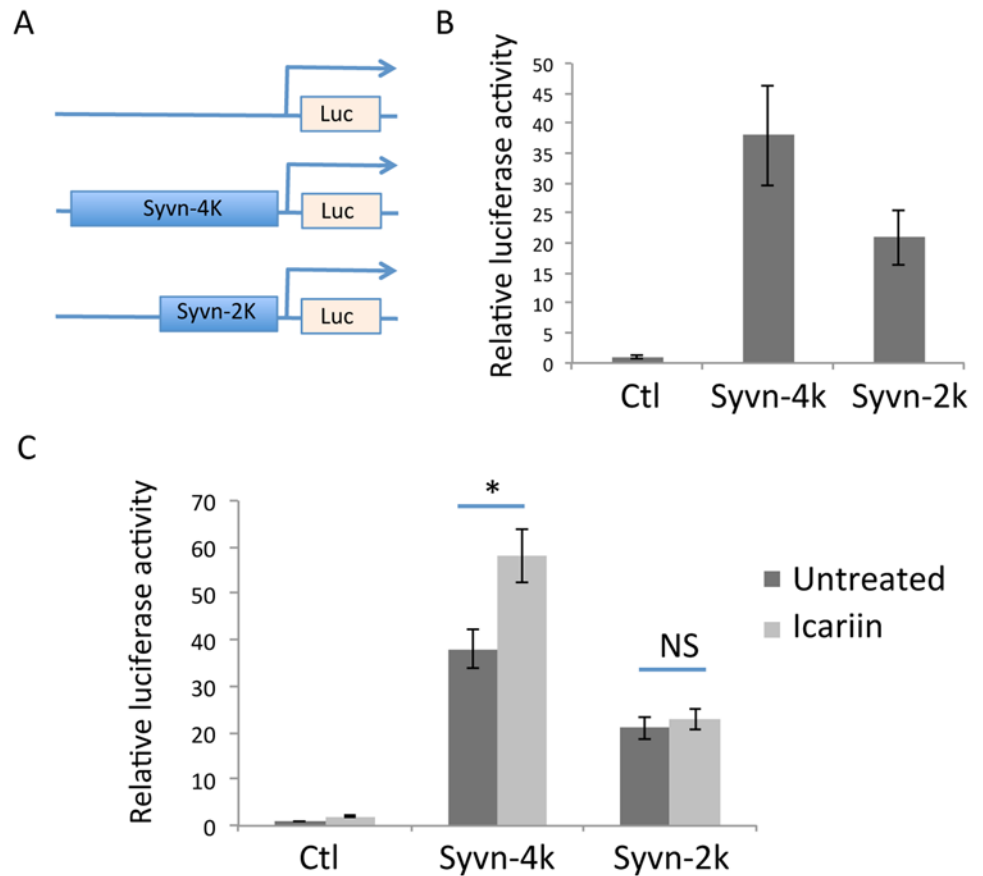 A
Luc
Syvn-4K
Luc
Syvn-2K
Luc
B
Relative luciferase activity
50
45
40
35
30
25
20
15
10
5
0
Ctl
Syvn-4k
Syvn-2k
C
Relative luciferase activity
70
60
50
40
30
20
10
0
*
NS
Ctl
Syvn-4k
Syvn-2k
Untreated
Icariin